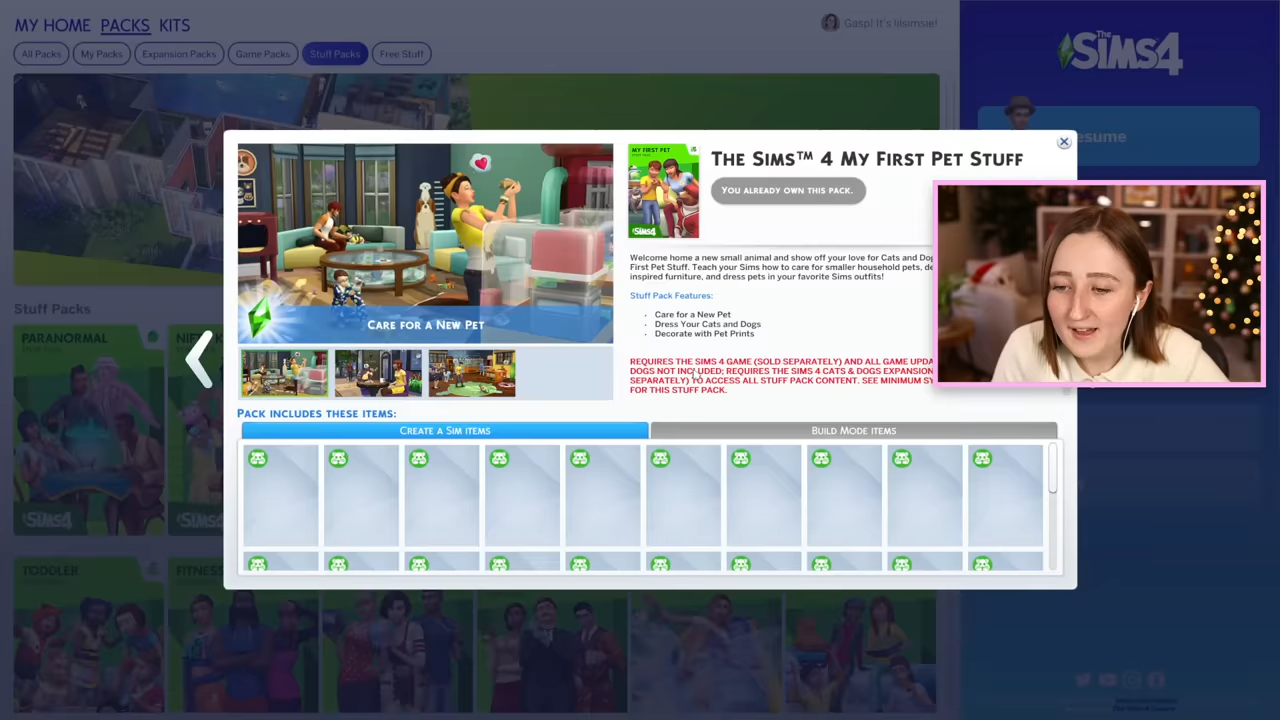 MY HOME PACKS KITS
Gasp! It's lilsimsie!
All Packs My Packs Expansion Packs Game Packs Stuff Packs Free Stuff
The SIMS 4
esume
MY FIRST PET
THE SIMS™ 4 MY FIRST PET STUFF
YOU ALREADY OWN THIS PACK.
SIMS4
Welcome home a new small animal and show off your love for Cats and Dog
First Pet Stuff. Teach your Sims how to care for smaller household pets, de
inspired furniture, and dress pets in your favorite Sims outfits!
Stuff Pack Features:
· Care for a New Pet
· Dress Your Cats and Dogs
· Decorate with Pet Prints
REQUIRES THE SIMS 4 GAME (SOLD SEPARATELY) AND ALL GAME UPDA
DOGS NOT INCLUDED; REQUIRES THE SIMS 4 CATS & DOGS EXPANSION
SEPARATELY) TO ACCESS ALL STUFF PACK CONTENT. SEE MINIMUM SY
FOR THIS STUFF PACK.
CARE FOR A NEW PET
Stuff Packs
PARANORMAL
SIMS4
SIMS
TODDLER
FITNESS
PACK INCLUDES THESE ITEMS:
CREATE A SIM ITEMS
BUILD MODE ITEMS